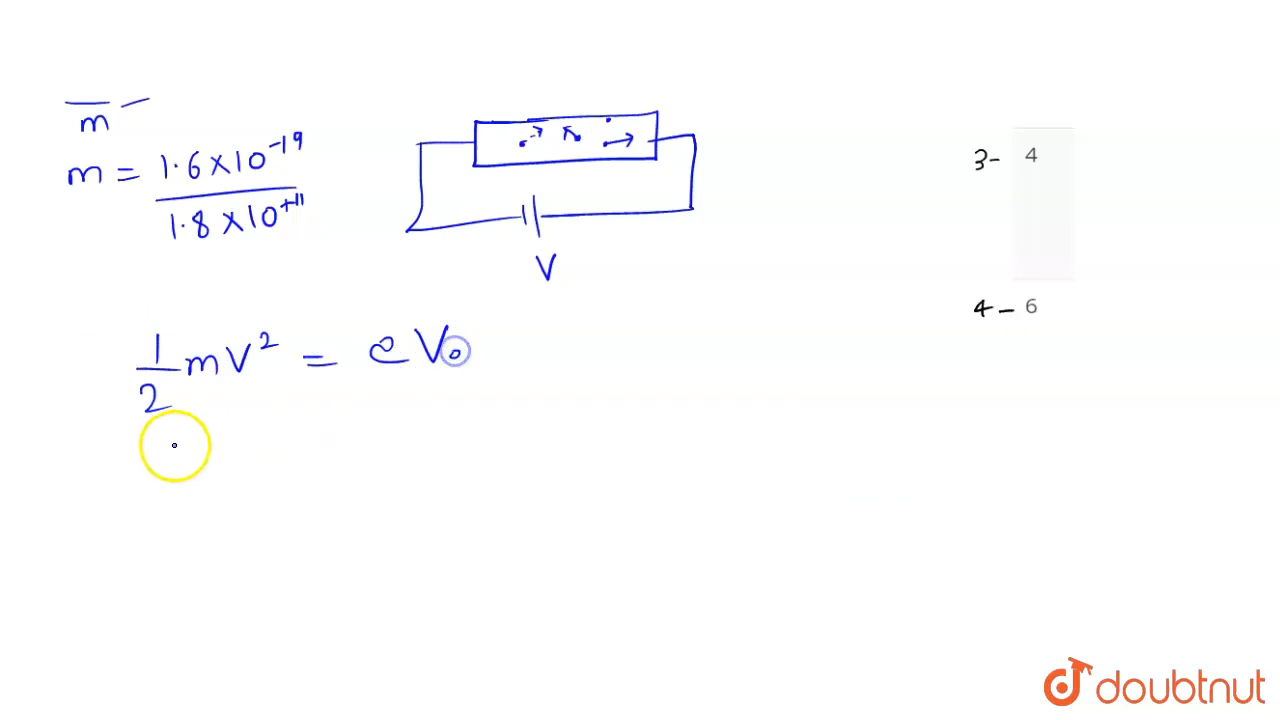 m
m = 1.6×10^-19
1.8×10^+11
V
1/2 mv² = eV₀
3- 4
4- 6
doubtnut